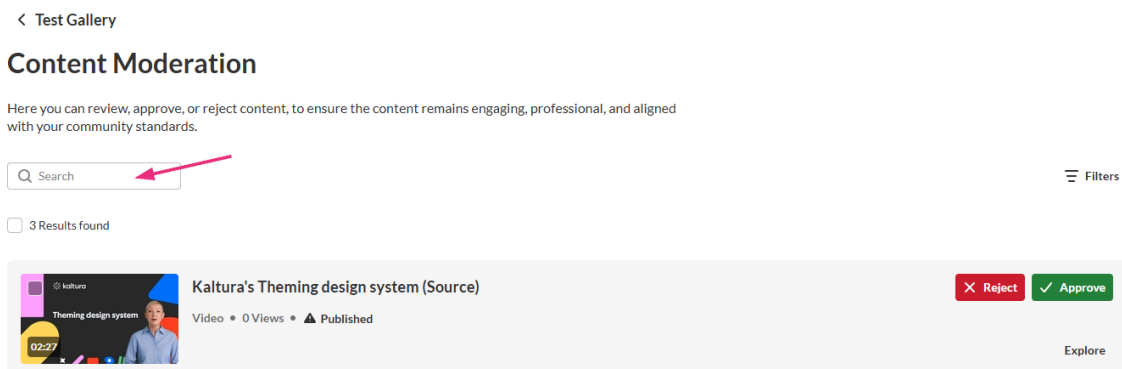 Test Gallery
Content Moderation
Here you can review, approve, or reject content, to ensure the content remains engaging, professional, and aligned
with your community standards.
Search
Filters
3 Results found
kaltura
Theming design system
02:27
Kaltura's Theming design system (Source)
Video • 0 Views • Published
Reject
Approve
Explore